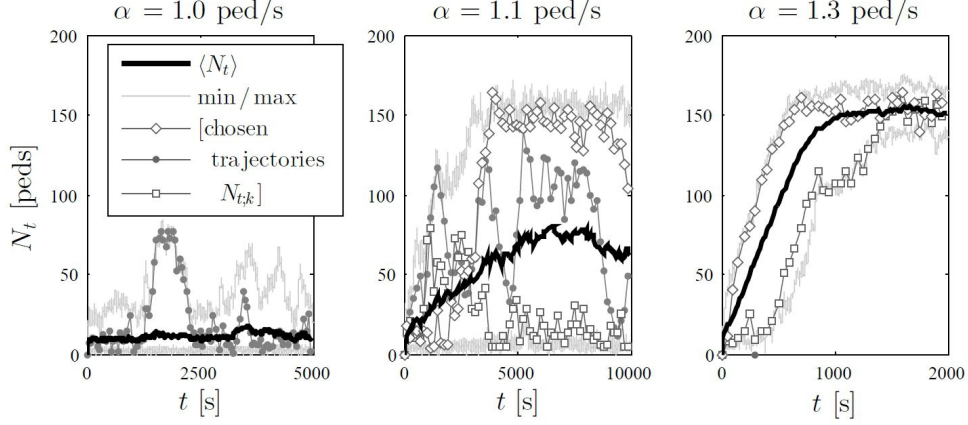 α = 1.0 ped/s
α = 1.1 ped/s
α = 1.3 ped/s
200
150
100
50
0
N_t [peds]
⟨N_t⟩
min / max
[chosen
trajectories
N_{t;k}]
0
2500
5000
t [s]
200
150
100
50
0
0
5000
10000
t [s]
200
150
100
50
0
0
1000
2000
t [s]